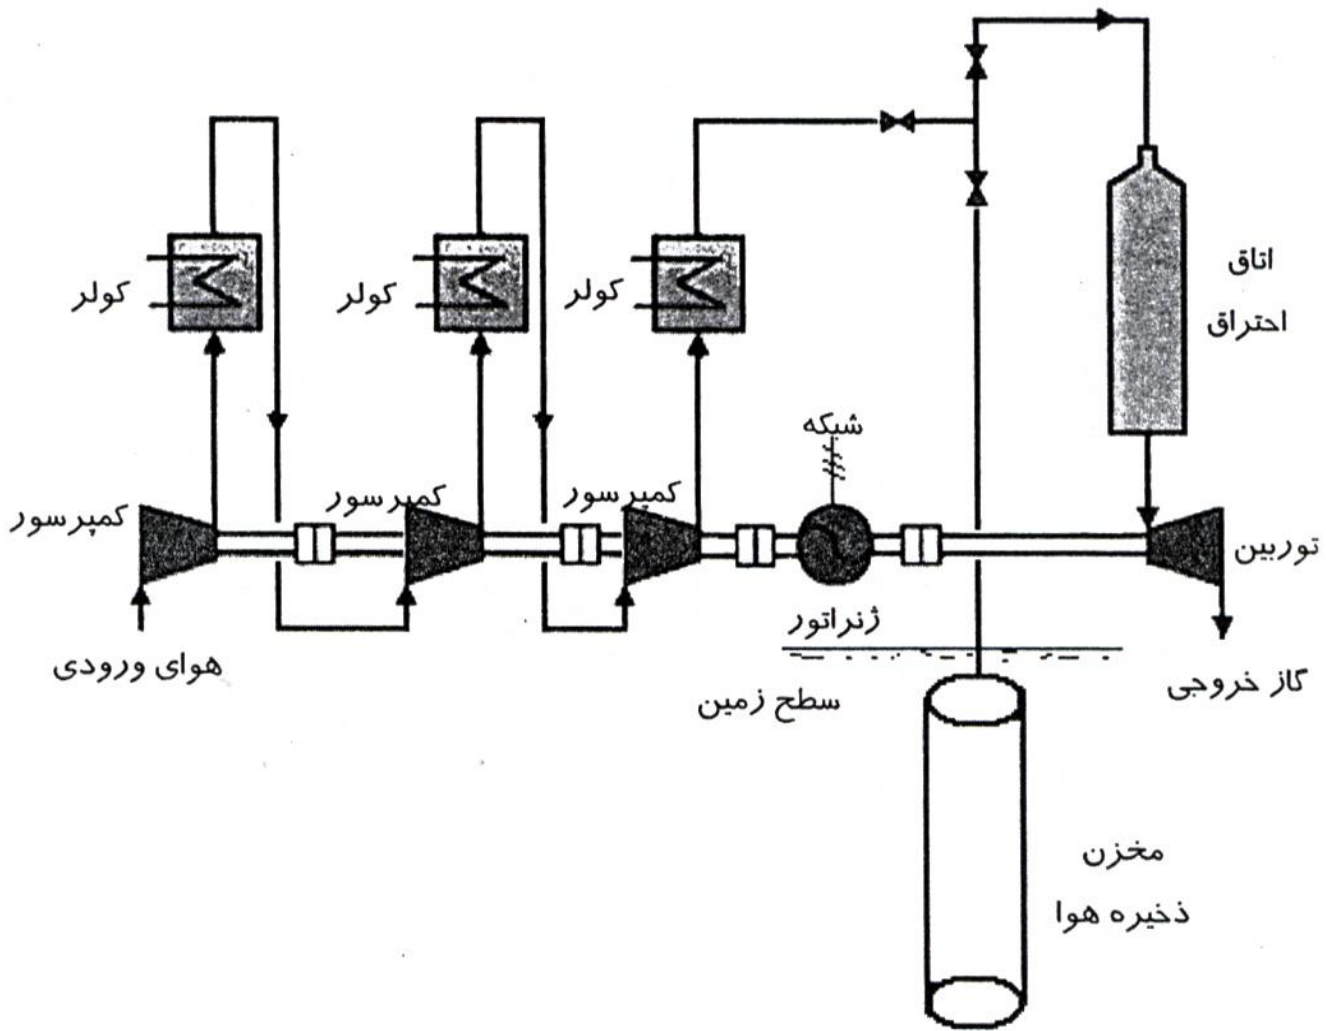 اتاق
احتراق
کولر
کولر
کولر
شبکه
کمپرسور
کمپرسور
کمپرسور
توربین
ژنراتور
هوای ورودی
سطح زمین
گاز خروجی
مخزن
ذخیره هوا